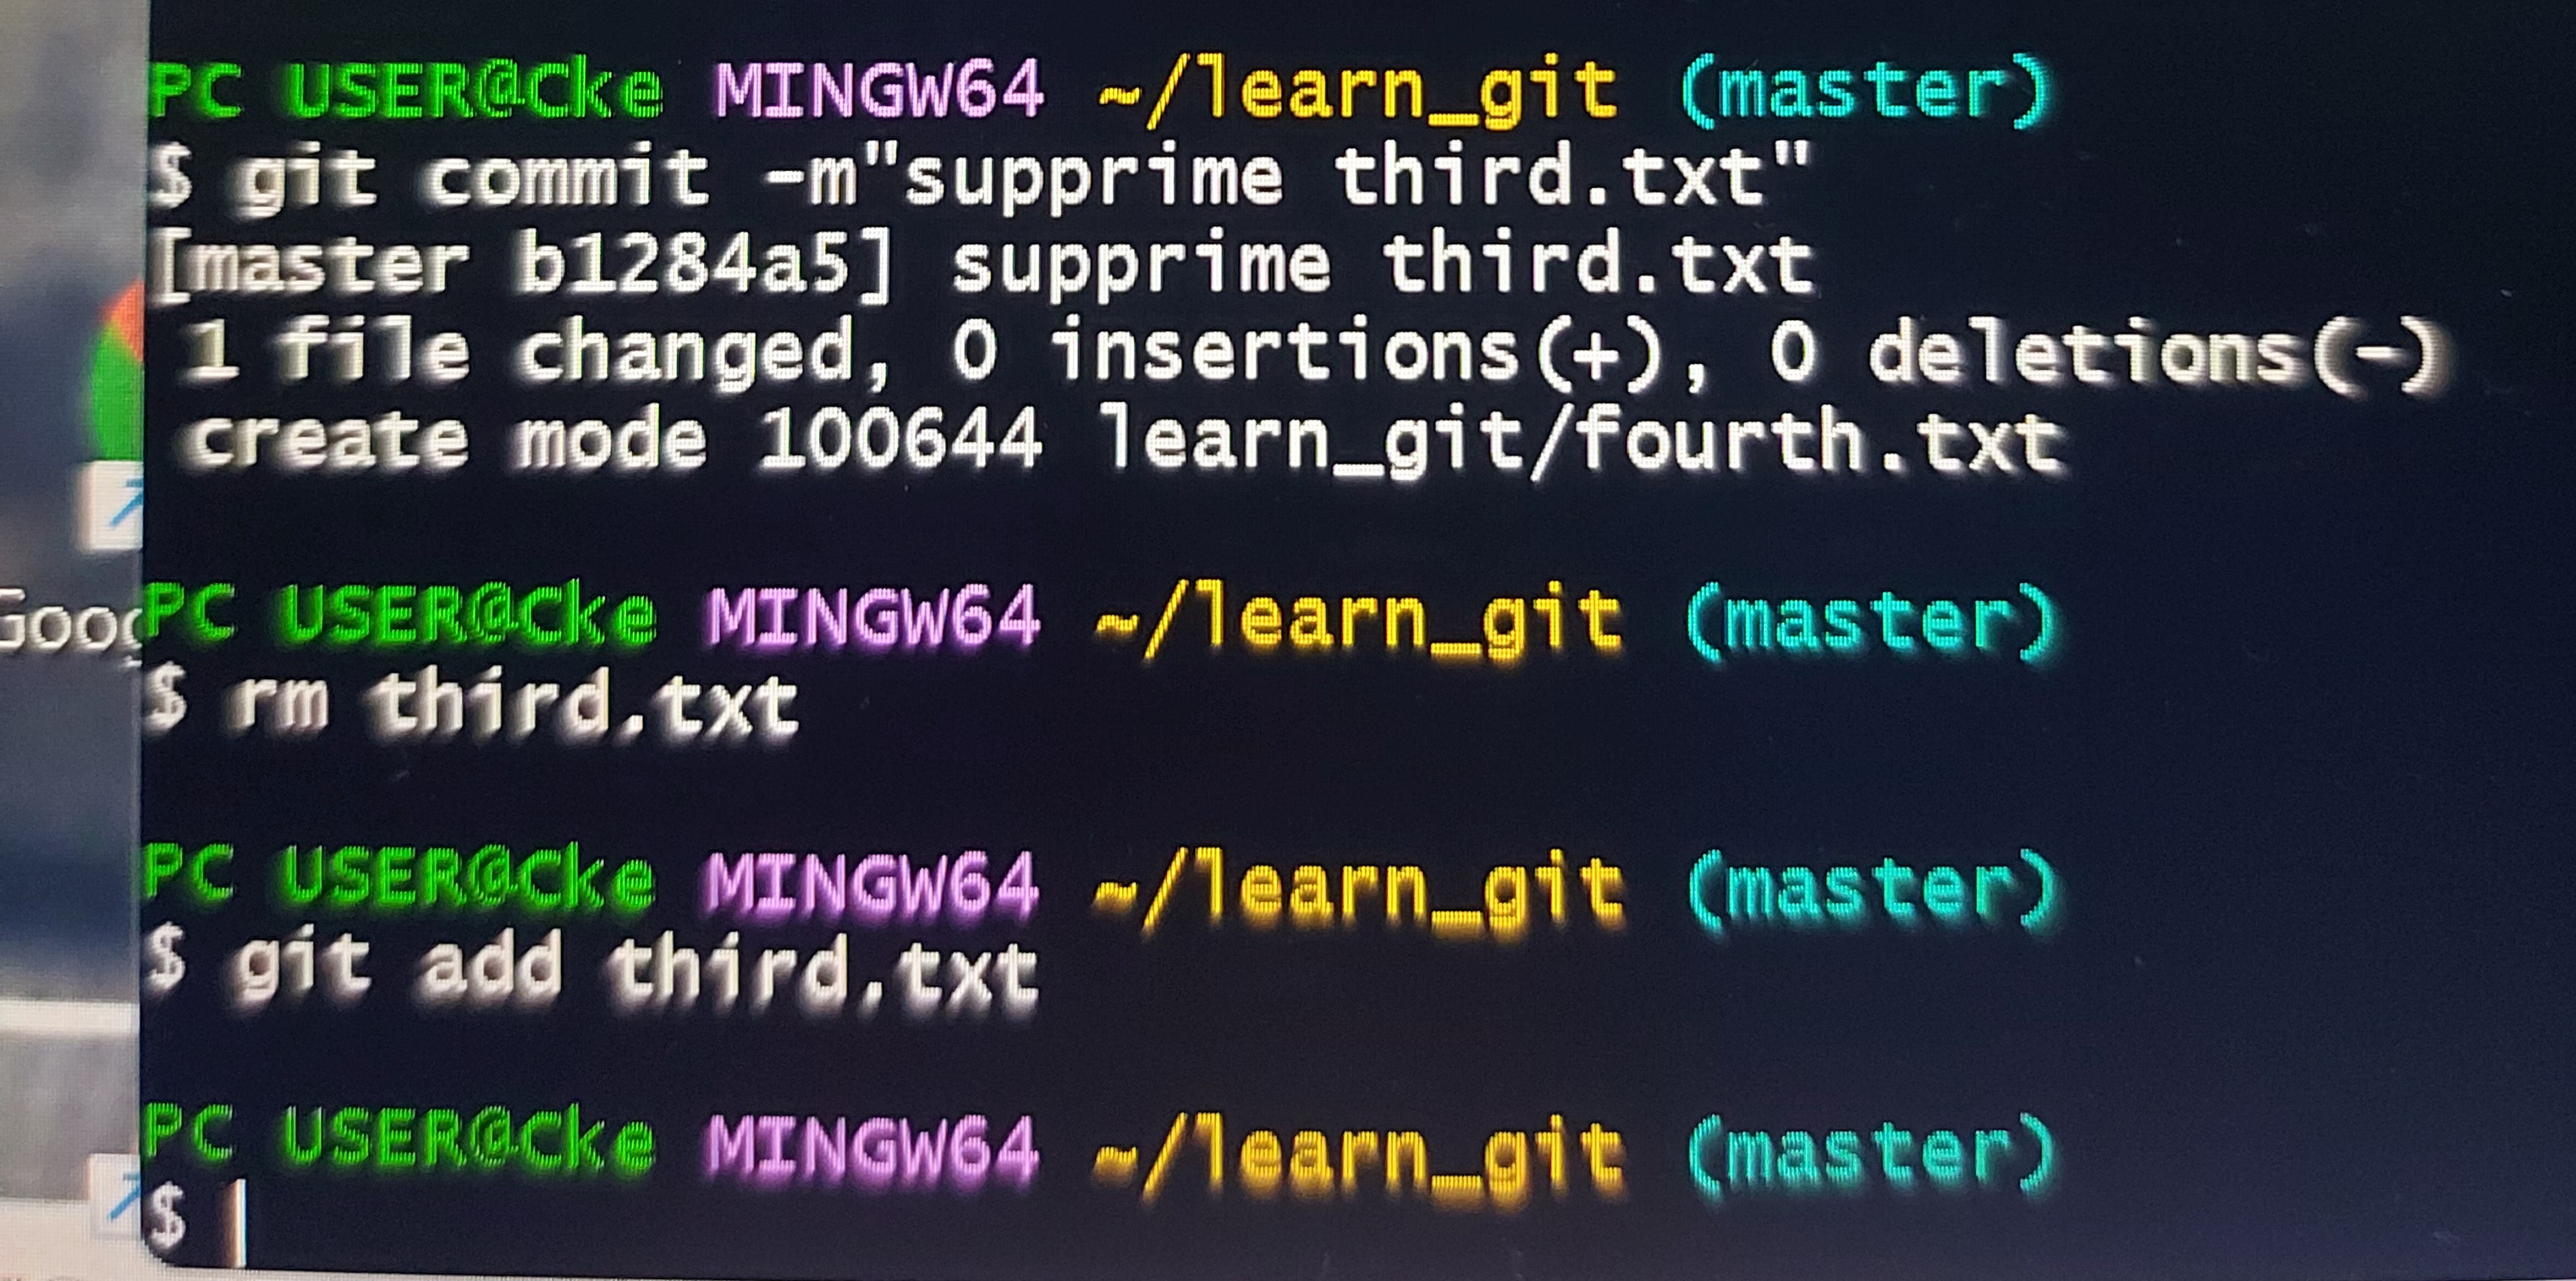 PC USER@Cke MINGW64 ~/learn_git (master)
$ git commit -m"supprime third.txt"
[master b1284a5] supprime third.txt
 1 file changed, 0 insertions(+), 0 deletions(-)
 create mode 100644 learn_git/fourth.txt
PC USER@Cke MINGW64 ~/learn_git (master)
Goog
$ rm third.txt
PC USER@Cke MINGW64 ~/learn_git (master)
$ git add third.txt
PC USER@Cke MINGW64 ~/learn_git (master)
$